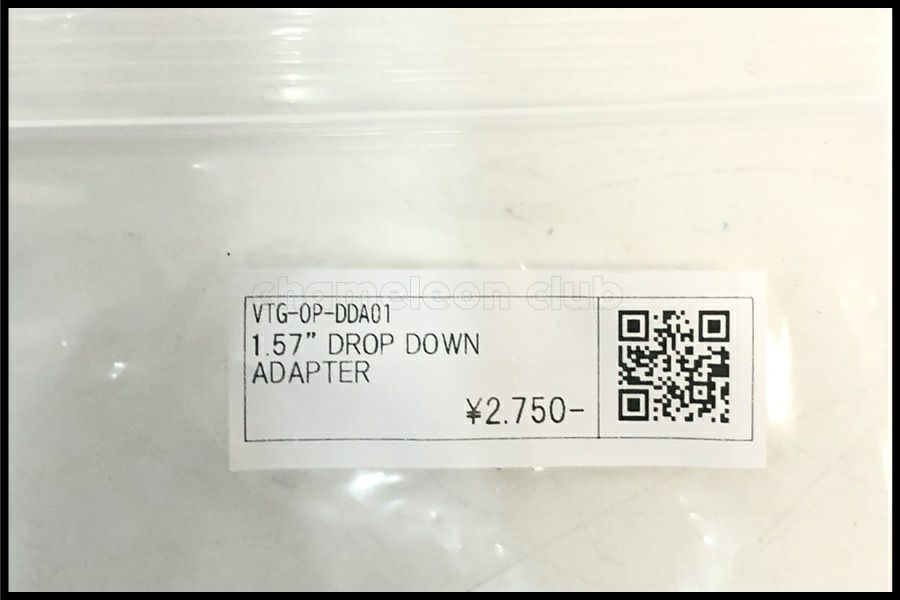 chameleon club
VTG-OP-DDA01
1.57” DROP DOWN
ADAPTER
¥2.750-